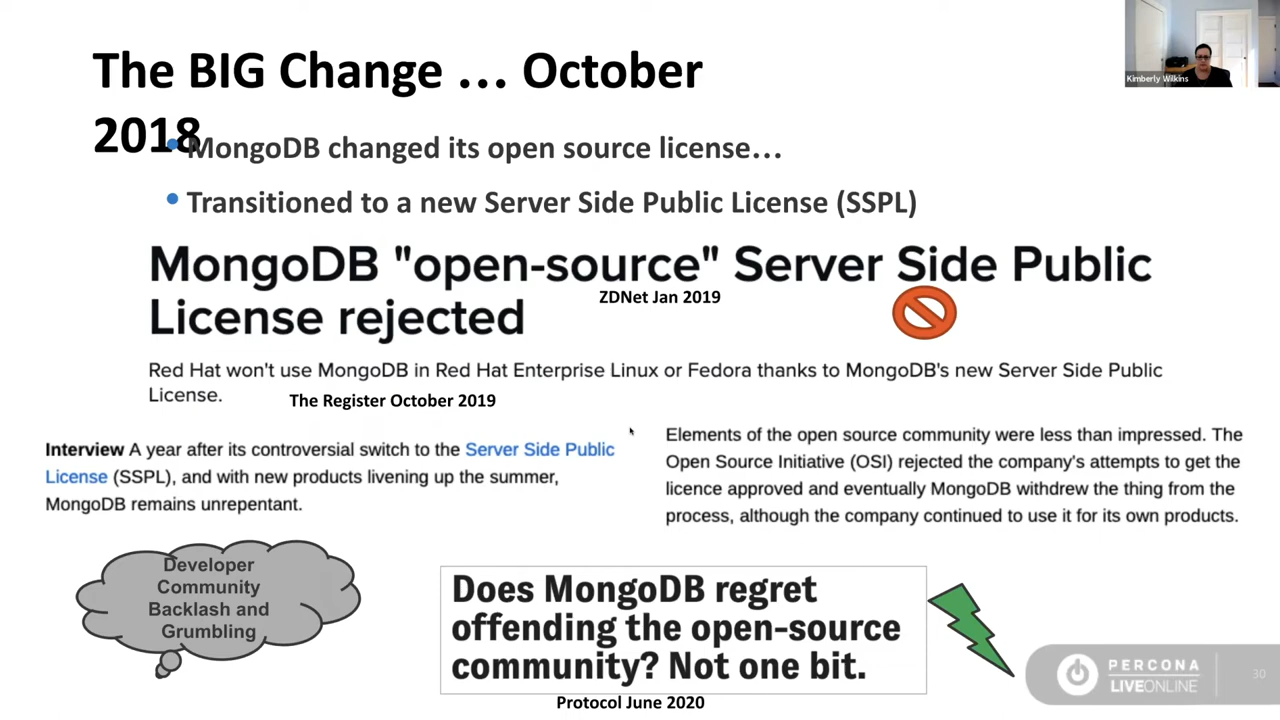 The BIG Change … October
2018
Kimberly Wilkins
• MongoDB changed its open source license…
• Transitioned to a new Server Side Public License (SSPL)
MongoDB "open-source" Server Side Public
License rejected
ZDNet Jan 2019
Red Hat won't use MongoDB in Red Hat Enterprise Linux or Fedora thanks to MongoDB's new Server Side Public
License.
The Register October 2019
Interview A year after its controversial switch to the Server Side Public
License (SSPL), and with new products livening up the summer,
MongoDB remains unrepentant.
Elements of the open source community were less than impressed. The
Open Source Initiative (OSI) rejected the company's attempts to get the
licence approved and eventually MongoDB withdrew the thing from the
process, although the company continued to use it for its own products.
Developer
Community
Backlash and
Grumbling
Does MongoDB regret
offending the open-source
community? Not one bit.
Protocol June 2020
PERCONA
LIVEONLINE
30